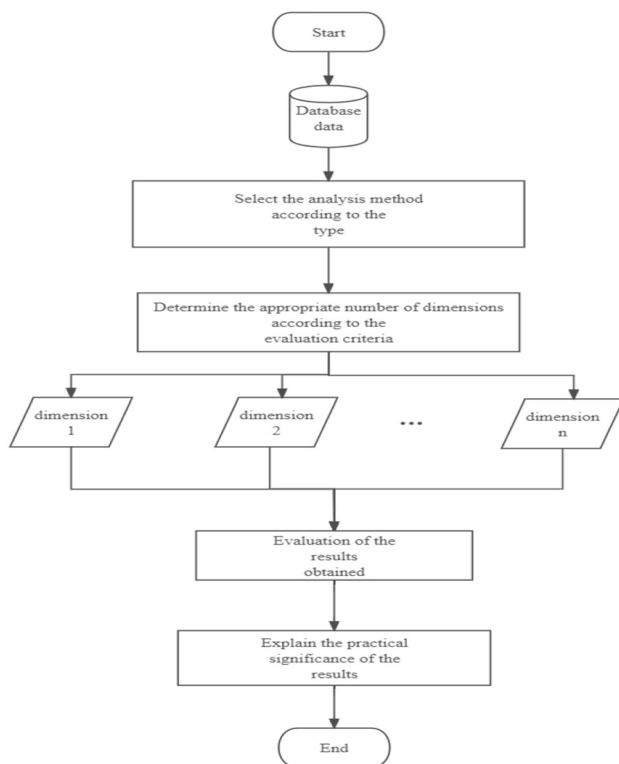 Start
Database
data
Select the analysis method
according to the
type
Determine the appropriate number of dimensions
according to the
evaluation criteria
dimension
1
dimension
2
...
dimension
n
Evaluation of the
results
obtained
Explain the practical
significance of the
results
End